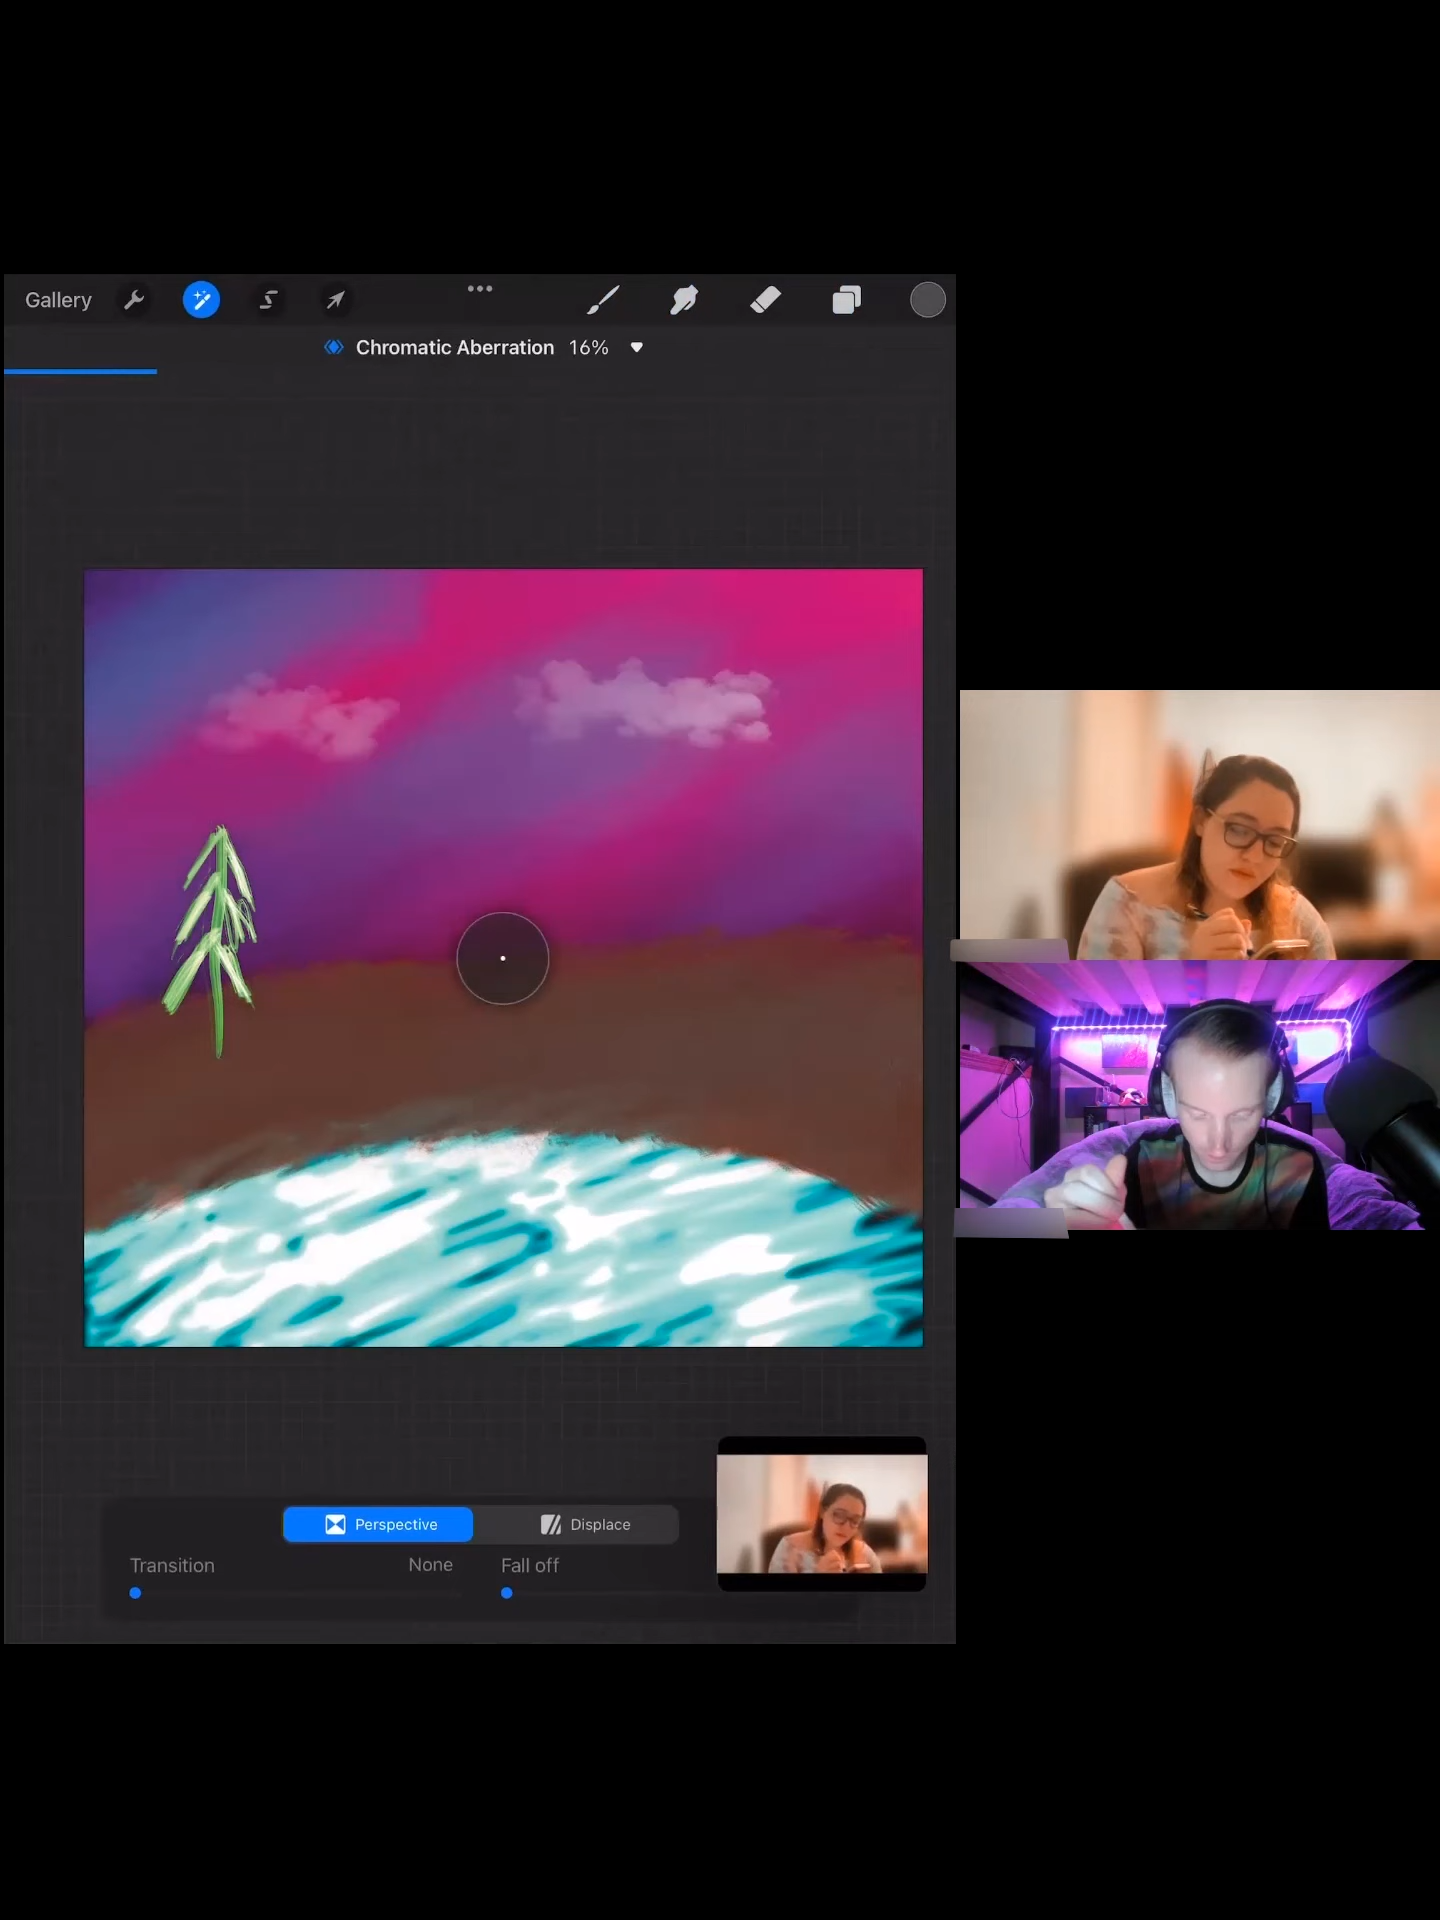 Gallery
Chromatic Aberration 16%
Perspective Displace
Transition None Fall off